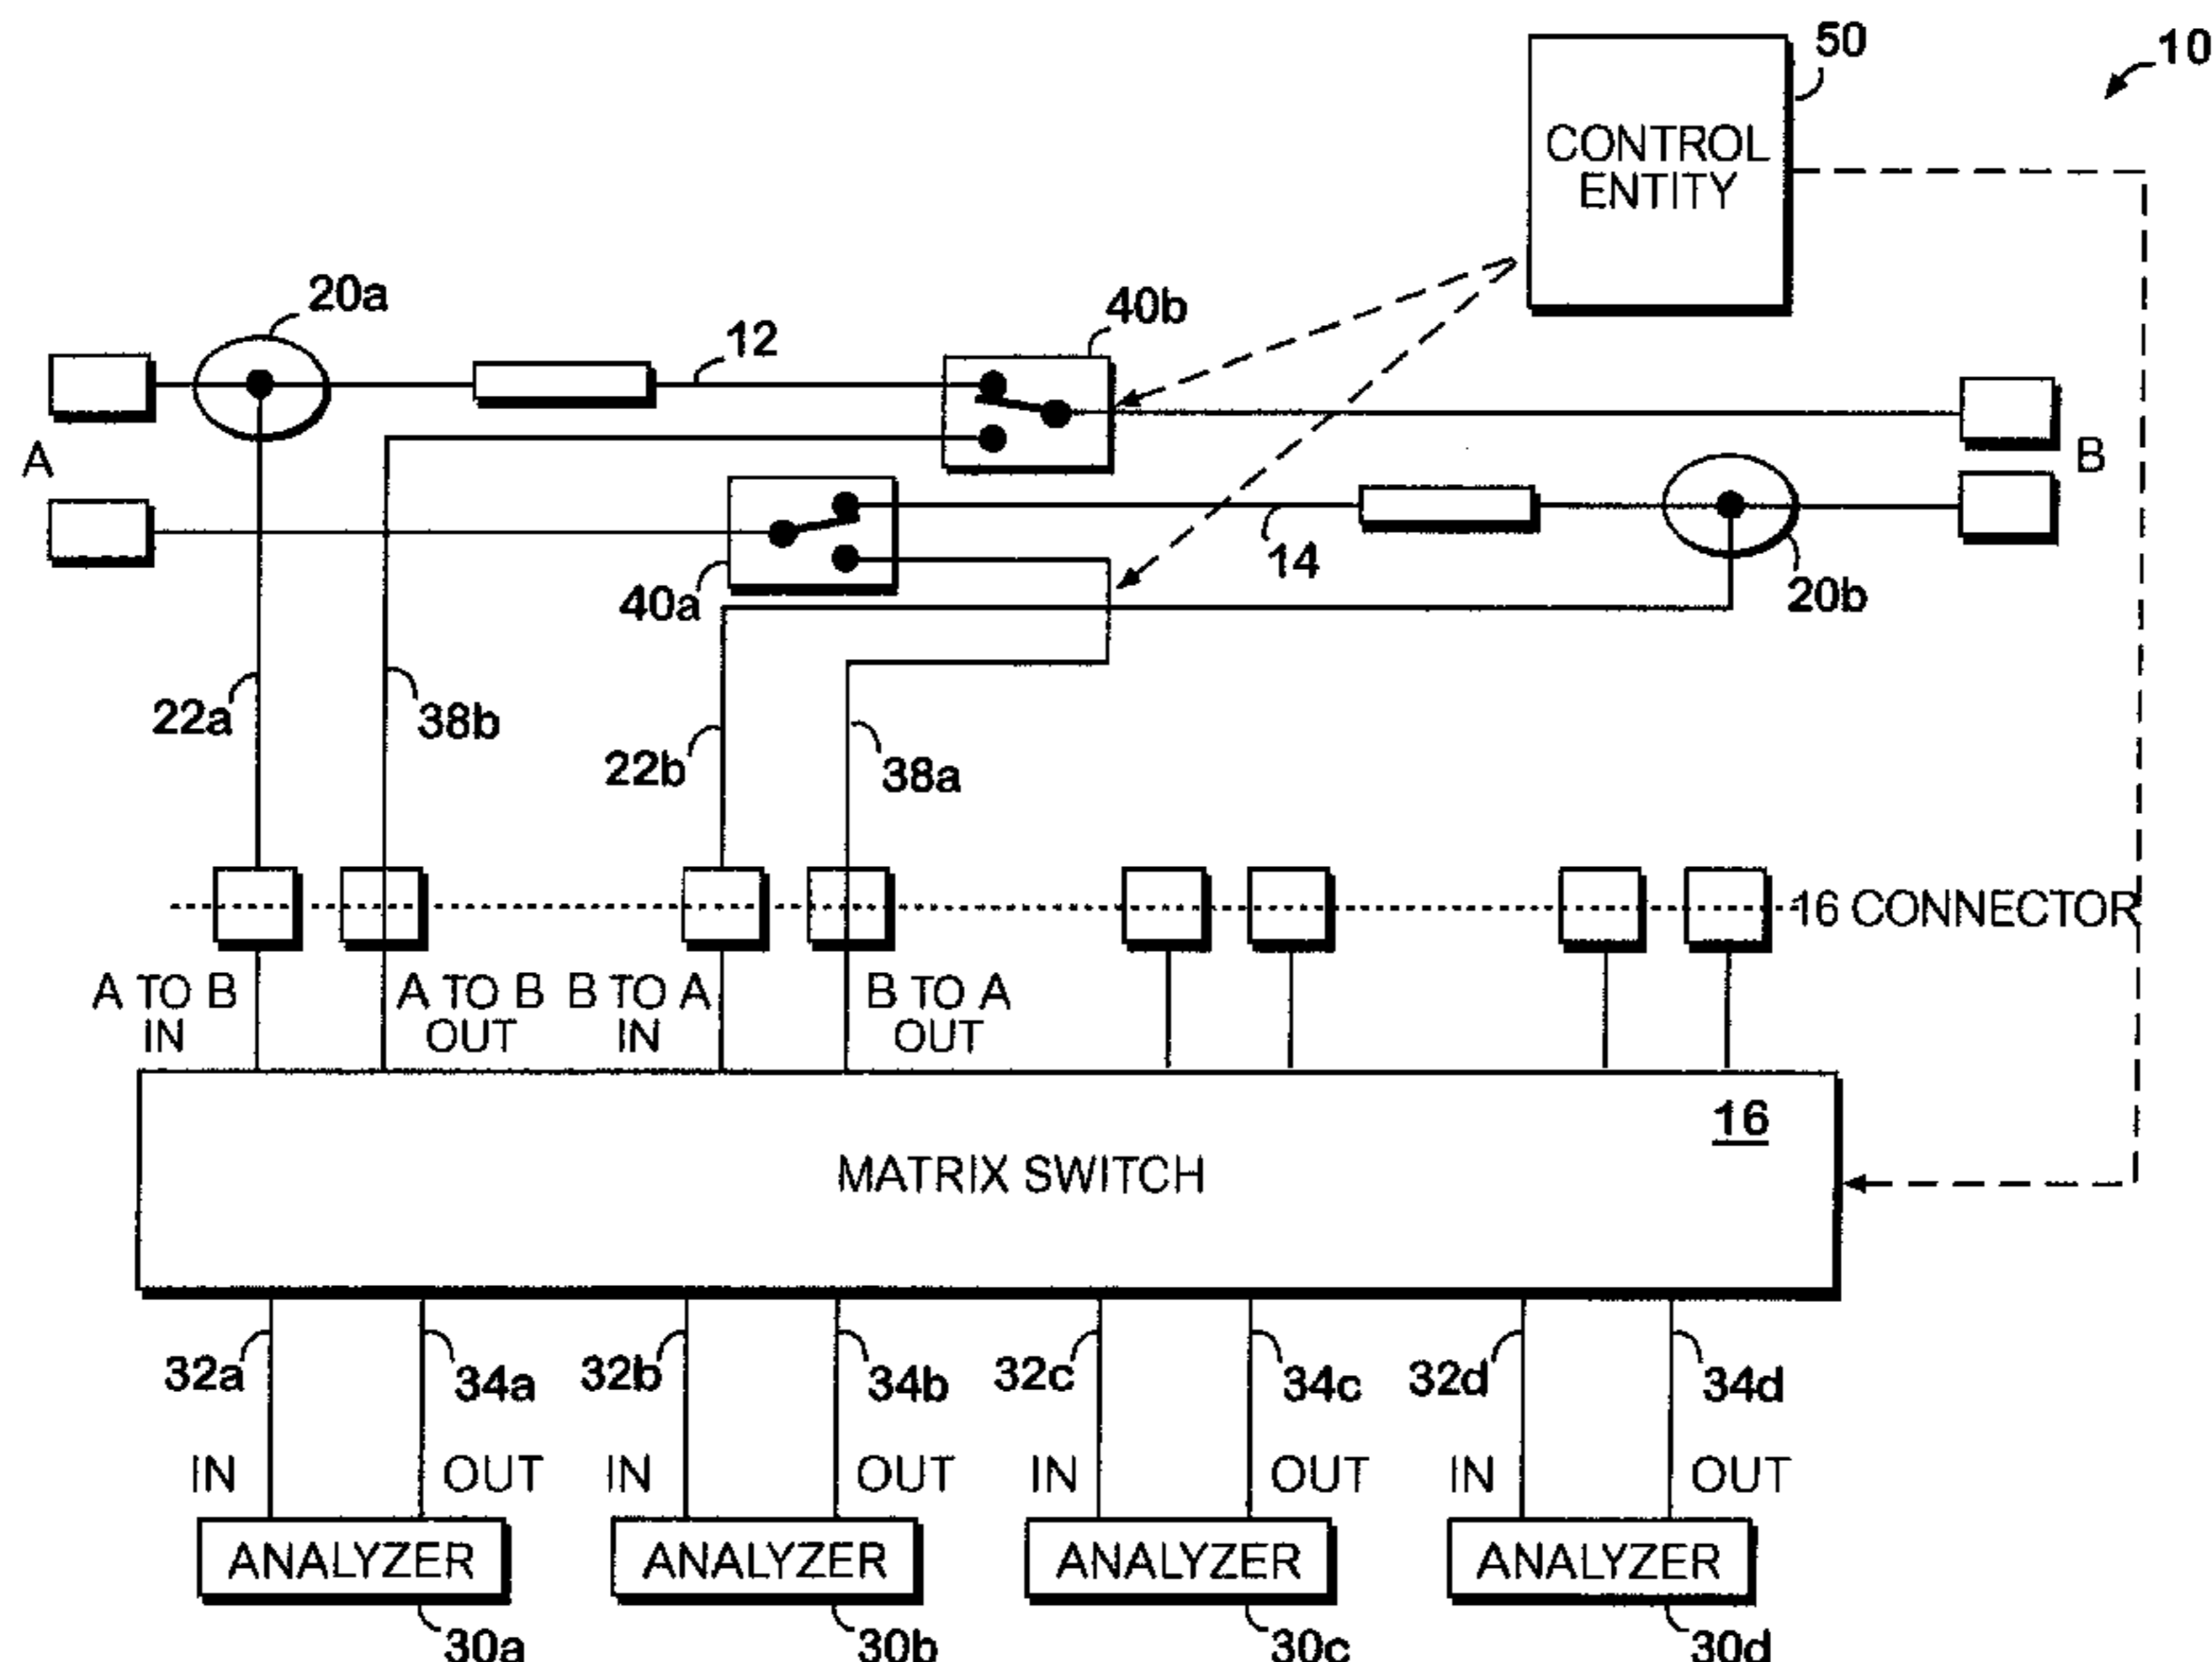 50
10
CONTROL
ENTITY
20a
12
40b
A
B
40a
14
20b
22a
38b
22b
38a
16 CONNECTOR
A TO B
IN
A TO B
OUT
B TO A
IN
B TO A
OUT
16
MATRIX SWITCH
32a
34a
32b
34b
32c
34c
32d
34d
IN
OUT
IN
OUT
IN
OUT
IN
OUT
ANALYZER
ANALYZER
ANALYZER
ANALYZER
30a
30b
30c
30d